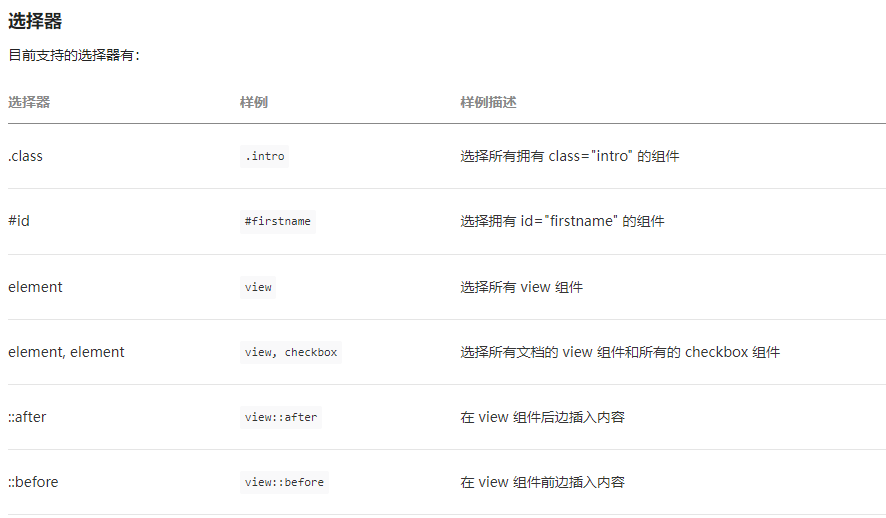 选择器
目前支持的选择器有：
选择器 样例 样例描述
.class .intro 选择所有拥有 class="intro" 的组件
#id #firstname 选择拥有 id="firstname" 的组件
element view 选择所有 view 组件
element, element view, checkbox 选择所有文档的 view 组件和所有的 checkbox 组件
::after view::after 在 view 组件后边插入内容
::before view::before 在 view 组件前边插入内容